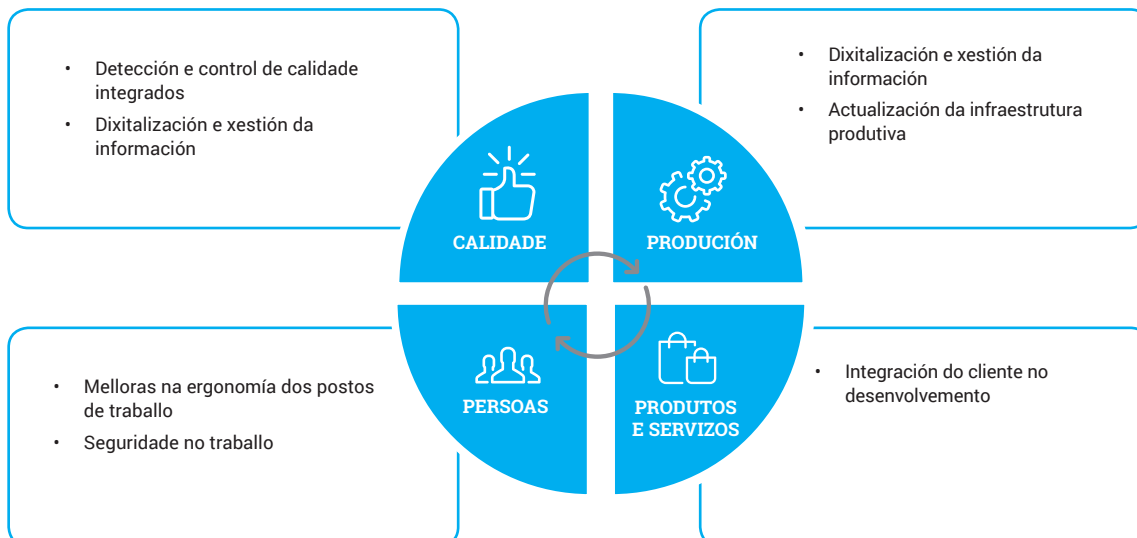 • Detección e control de calidade
integrados
• Dixitalización e xestión da
información
• Dixitalización e xestión da
información
• Actualización da infraestrutura
produtiva
CALIDADE
PRODUCIÓN
PERSOAS
PRODUTOS
E SERVIZOS
• Melloras na ergonomía dos postos
de traballo
• Seguridade no traballo
• Integración do cliente no
desenvolvemento